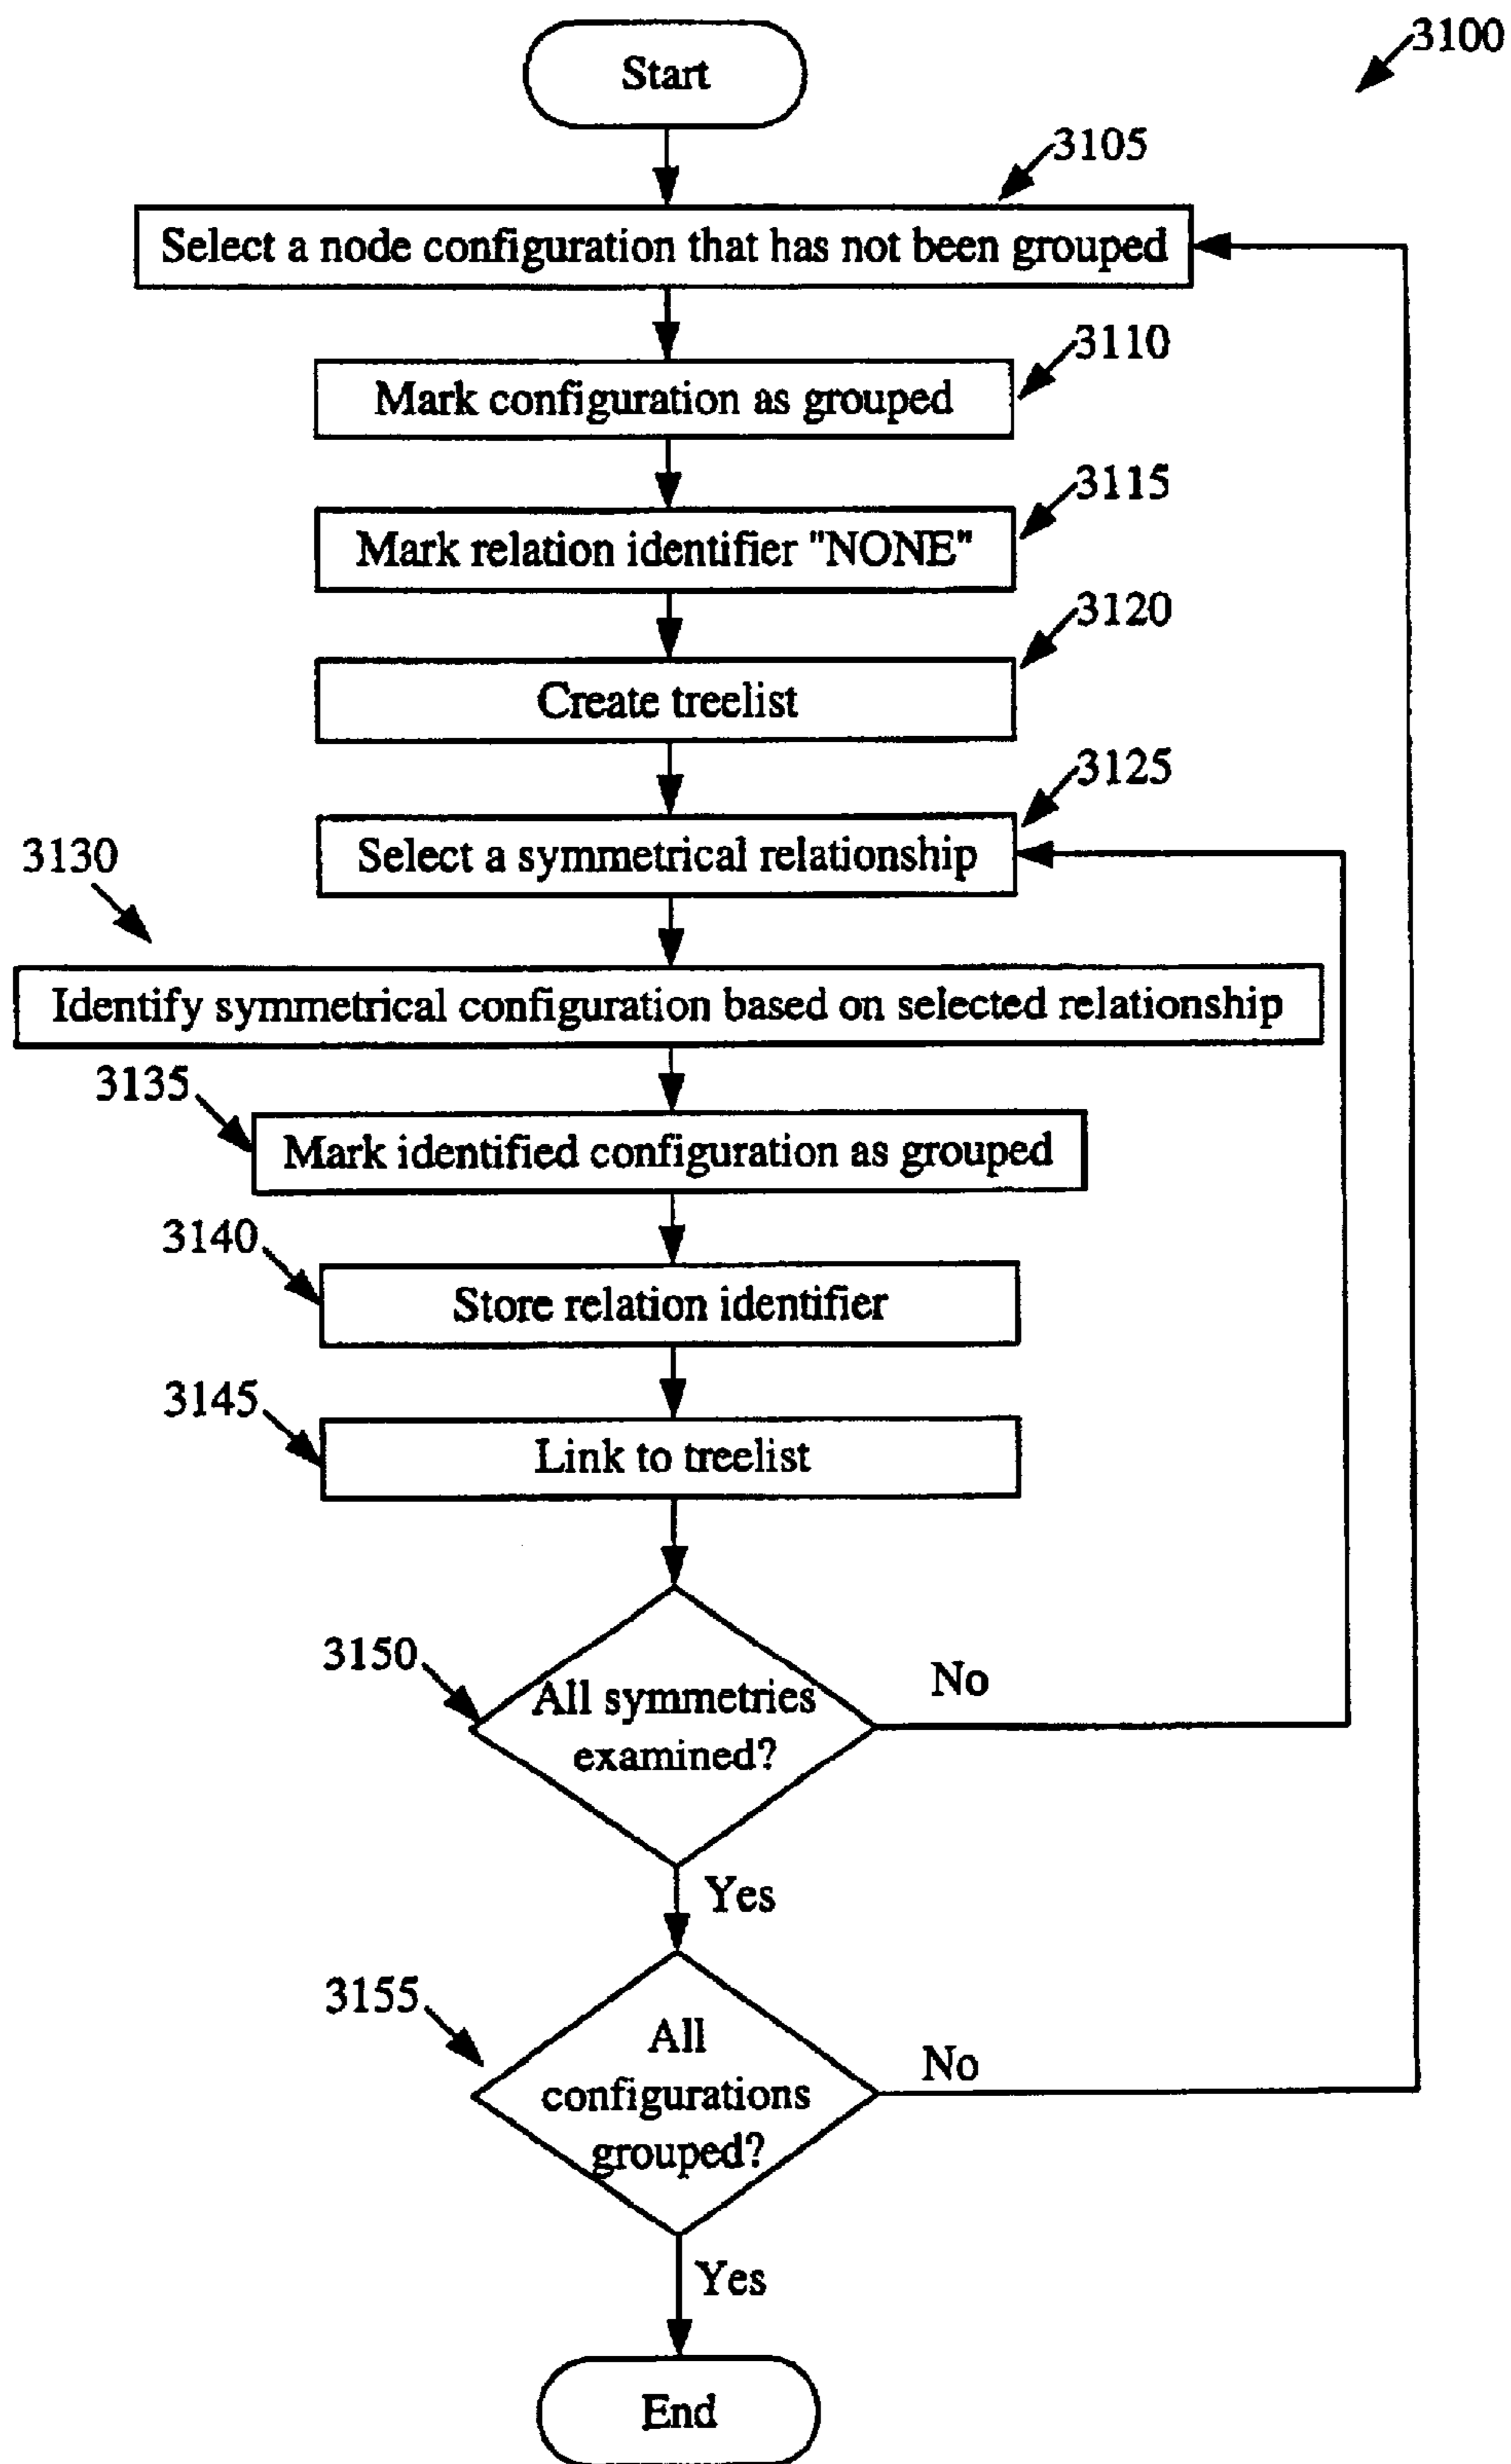 3100
Start
3105
Select a node configuration that has not been grouped
3110
Mark configuration as grouped
3115
Mark relation identifier "NONE"
3120
Create treelist
3125
Select a symmetrical relationship
3130
Identify symmetrical configuration based on selected relationship
3135
Mark identified configuration as grouped
3140
Store relation identifier
3145
Link to treelist
3150
All symmetries
examined?
No
Yes
3155
All
configurations
grouped?
No
Yes
End